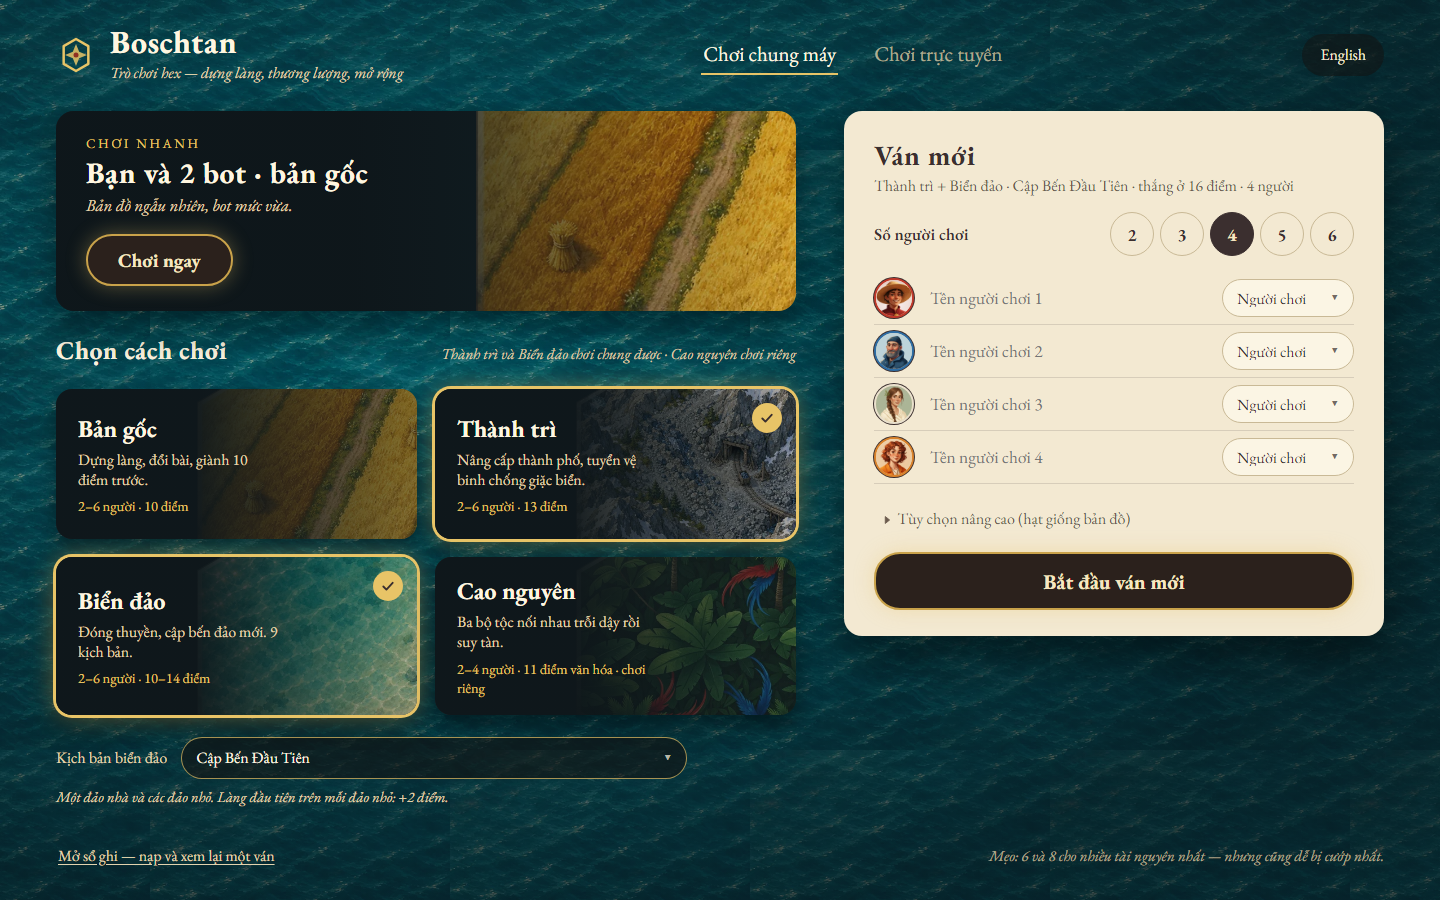 Boschtan
Trò chơi hex — dựng làng, thương lượng, mở rộng
Chơi chung máy
Chơi trực tuyến
English
CHƠI NHANH
Bạn và 2 bot · bản gốc
Bản đồ ngẫu nhiên, bot mức vừa.
Chơi ngay
Chọn cách chơi
Thành trì và Biển đảo chơi chung được · Cao nguyên chơi riêng
Bản gốc
Dựng làng, đổi bài, giành 10
điểm trước.
2–6 người · 10 điểm
Thành trì
Nâng cấp thành phố, tuyển vệ
binh chống giặc biển.
2–6 người · 13 điểm
Biển đảo
Đóng thuyền, cập bến đảo mới. 9
kịch bản.
2–6 người · 10–14 điểm
Cao nguyên
Ba bộ tộc nối nhau trỗi dậy rồi
suy tàn.
2–4 người · 11 điểm văn hóa · chơi
riêng
Kịch bản biển đảo
Cập Bến Đầu Tiên
Một đảo nhà và các đảo nhỏ. Làng đầu tiên trên mỗi đảo nhỏ: +2 điểm.
Mở sổ ghi — nạp và xem lại một ván
Ván mới
Thành trì + Biển đảo · Cập Bến Đầu Tiên · thắng ở 16 điểm · 4 người
Số người chơi
2 3 4 5 6
Tên người chơi 1 Người chơi
Tên người chơi 2 Người chơi
Tên người chơi 3 Người chơi
Tên người chơi 4 Người chơi
Tùy chọn nâng cao (hạt giống bản đồ)
Bắt đầu ván mới
Mẹo: 6 và 8 cho nhiều tài nguyên nhất — nhưng cũng dễ bị cướp nhất.